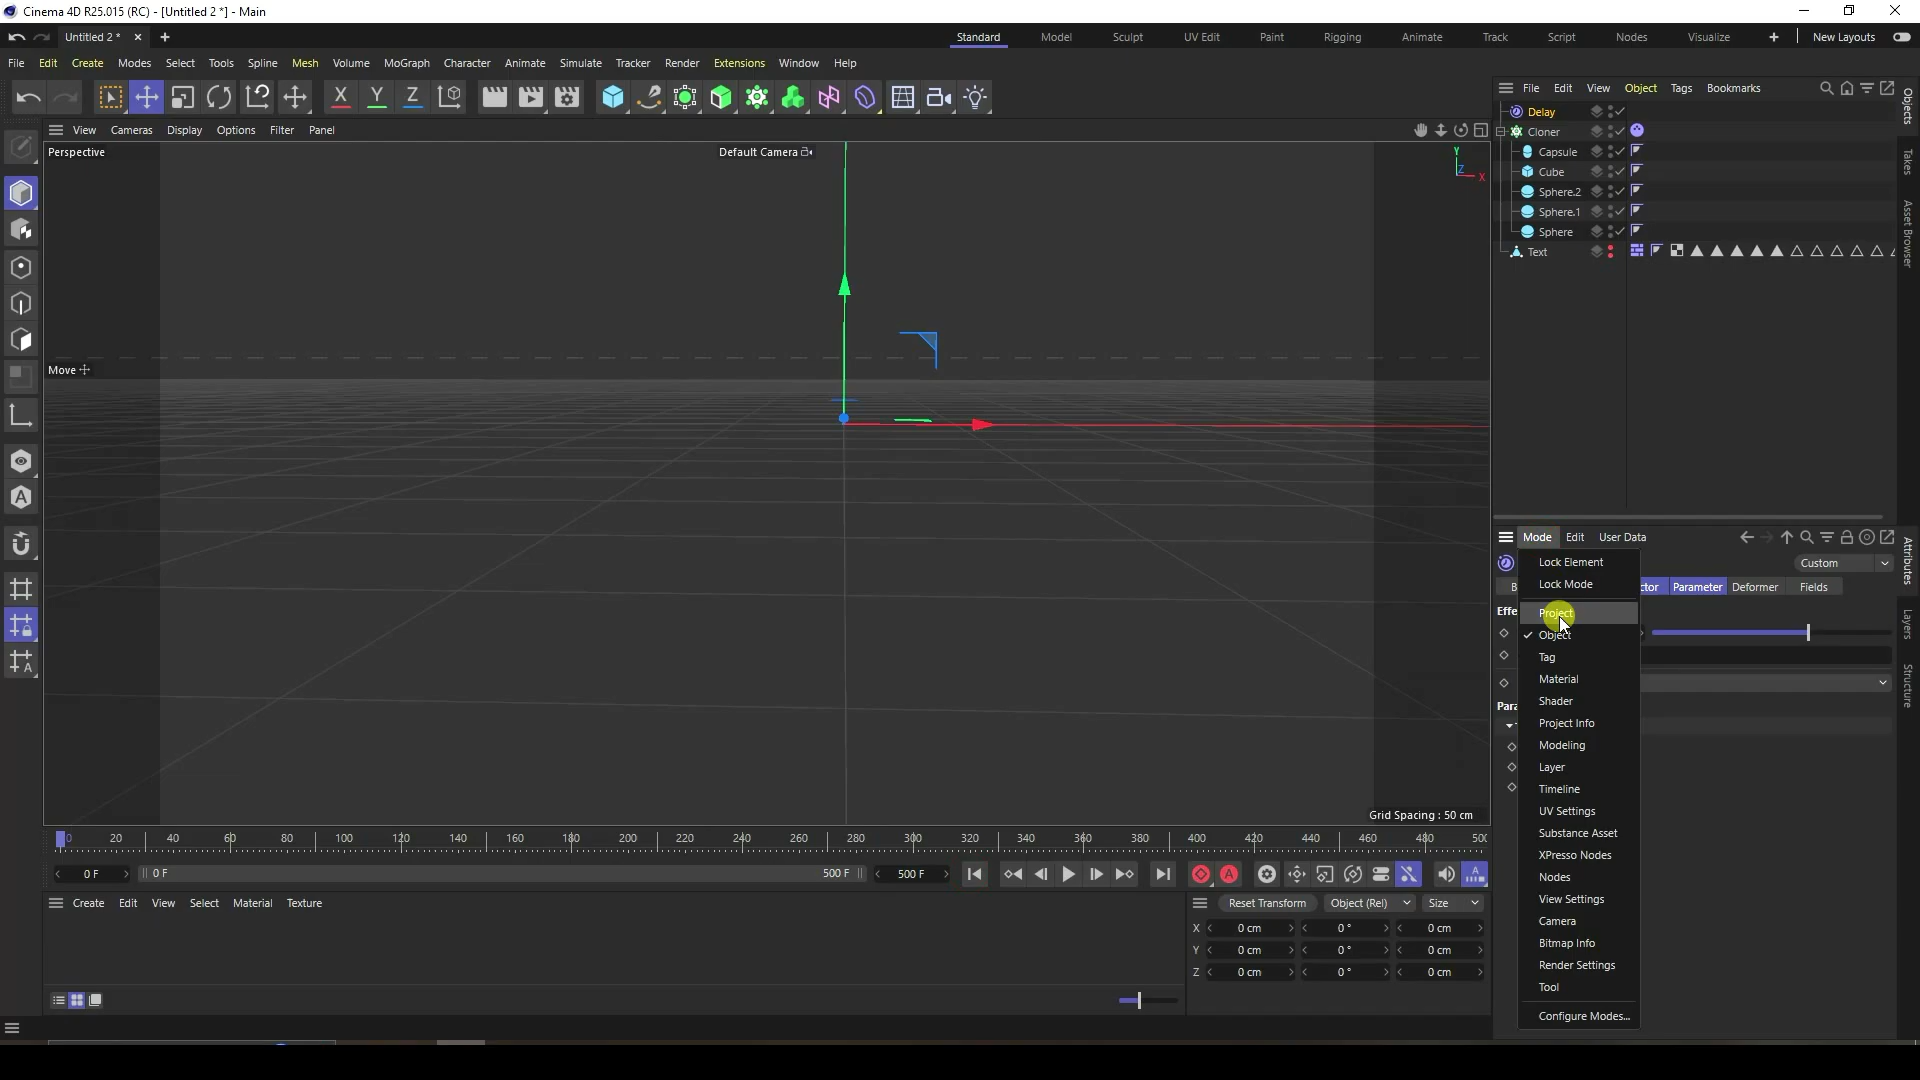 Cinema 4D R25.015 (RC) - [Untitled 2 *] - Main
Untitled 2 *
Standard Model Sculpt UV Edit Paint Rigging Animate Track Script Nodes Visualize New Layouts
File Edit Create Modes Select Tools Spline Mesh Volume MoGraph Character Animate Simulate Tracker Render Extensions Window Help
X Y Z
File Edit View Object Tags Bookmarks
View Cameras Display Options Filter Panel
Perspective
Default Camera
Y
Z
X
Move
Grid Spacing : 50 cm
Delay
Cloner
Capsule
Cube
Sphere.2
Sphere.1
Sphere
Text
Objects
Takes
Asset Browser
Attributes
Layers
Structure
Mode Edit User Data
Custom
Parameter Deformer Fields
Lock Element
Lock Mode
Project
Object
Tag
Material
Shader
Project Info
Modeling
Layer
Timeline
UV Settings
Substance Asset
XPresso Nodes
Nodes
View Settings
Camera
Bitmap Info
Render Settings
Tool
Configure Modes...
0 20 40 60 80 100 120 140 160 180 200 220 240 260 280 300 320 340 360 380 400 420 440 460 480 500
0 F 0 F 500 F 500 F
Create Edit View Select Material Texture
Reset Transform Object (Rel) Size
X 0 cm 0 ° 0 cm
Y 0 cm 0 ° 0 cm
Z 0 cm 0 ° 0 cm